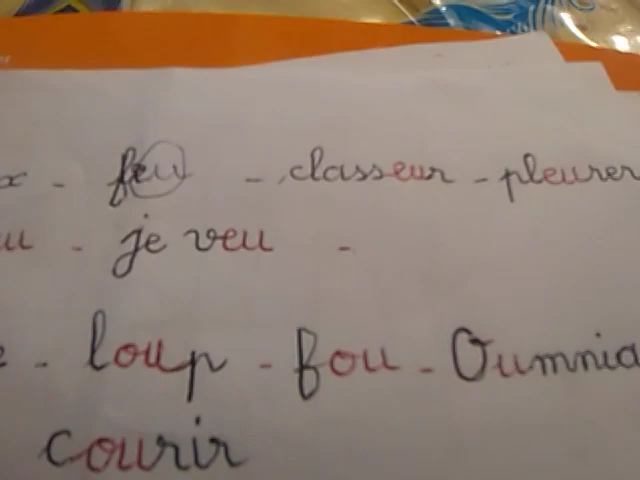 x - feu - classeur - pleurer
u - je veu -
e - loup - fou - Oumnia
courir